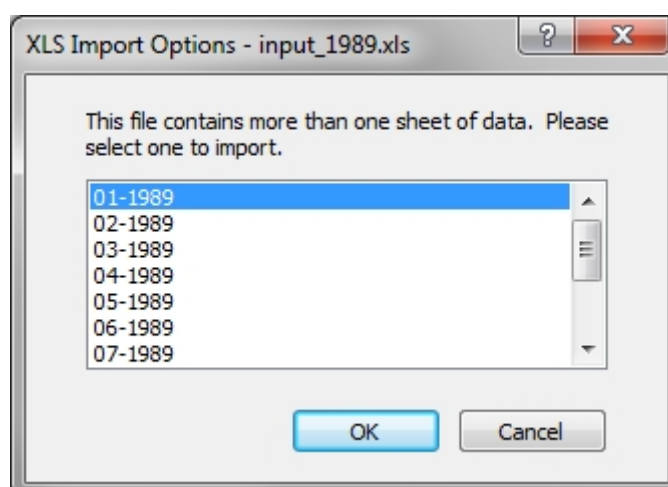 XLS Import Options - input_1989.xls
This file contains more than one sheet of data.  Please
select one to import.
01-1989
02-1989
03-1989
04-1989
05-1989
06-1989
07-1989
OK Cancel